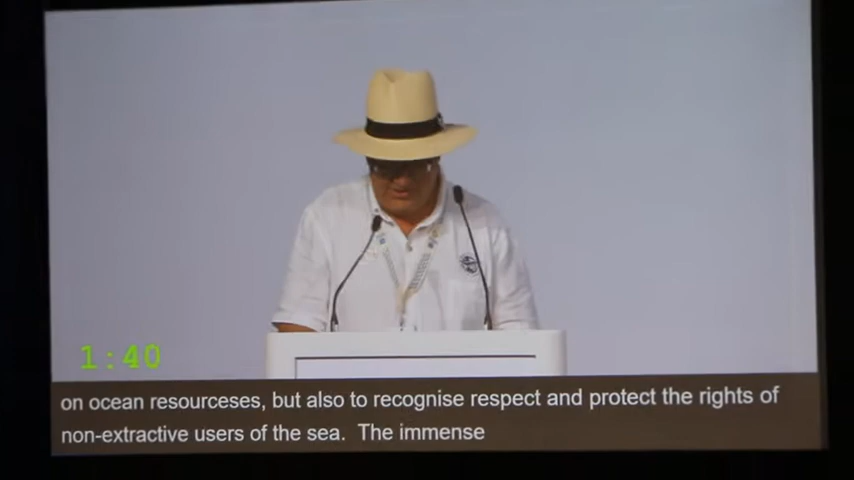 1:40
on ocean resourceses, but also to recognise respect and protect the rights of
non-extractive users of the sea.  The immense